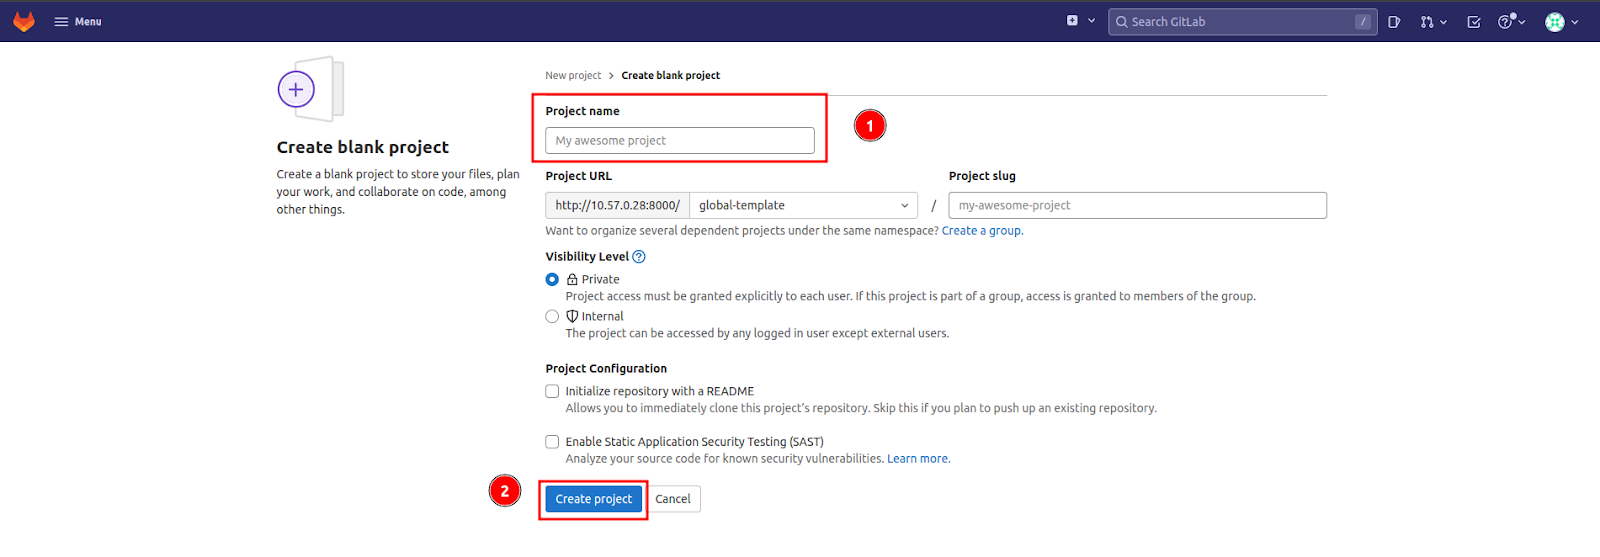 Menu
Search GitLab
/
New project > Create blank project
Create blank project
Create a blank project to store your files, plan
your work, and collaborate on code, among
other things.
Project name
My awesome project
1
Project URL
Project slug
http://10.57.0.28:8000/
global-template
/
my-awesome-project
Want to organize several dependent projects under the same namespace? Create a group.
Visibility Level ?
Private
Project access must be granted explicitly to each user. If this project is part of a group, access is granted to members of the group.
Internal
The project can be accessed by any logged in user except external users.
Project Configuration
Initialize repository with a README
Allows you to immediately clone this project's repository. Skip this if you plan to push up an existing repository.
Enable Static Application Security Testing (SAST)
Analyze your source code for known security vulnerabilities. Learn more.
2
Create project
Cancel